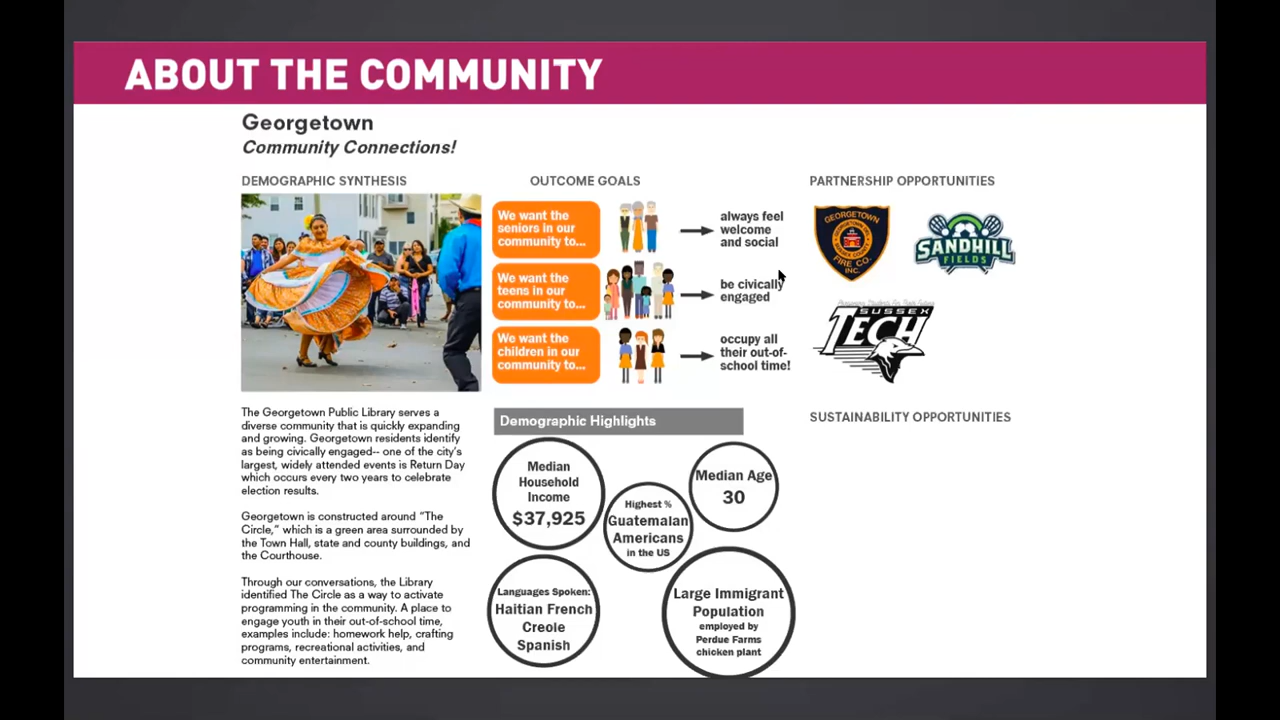 ABOUT THE COMMUNITY
Georgetown
Community Connections!
DEMOGRAPHIC SYNTHESIS
The Georgetown Public Library serves a
diverse community that is quickly expanding
and growing. Georgetown residents identify
as being civically engaged-- one of the city's
largest, widely attended events is Return Day
which occurs every two years to celebrate
election results.
Georgetown is constructed around "The
Circle," which is a green area surrounded by
the Town Hall, state and county buildings, and
the Courthouse.
Through our conversations, the Library
identified The Circle as a way to activate
programming in the community. A place to
engage youth in their out-of-school time,
examples include: homework help, crafting
programs, recreational activities, and
community entertainment.
OUTCOME GOALS
We want the
seniors in our
community to...
always feel
welcome
and social
We want the
teens in our
community to...
be civically
engaged
We want the
children in our
community to...
occupy all
their out-of-
school time!
Demographic Highlights
Median
Household
Income
$37,925
Highest %
Guatemalan
Americans
in the US
Median Age
30
Languages Spoken:
Haitian French
Creole
Spanish
Large Immigrant
Population
employed by
Perdue Farms
chicken plant
PARTNERSHIP OPPORTUNITIES
GEORGETOWN
FIRE CO.
INC.
SANDHILL
FIELDS
SUSSEX
TECH
SUSTAINABILITY OPPORTUNITIES